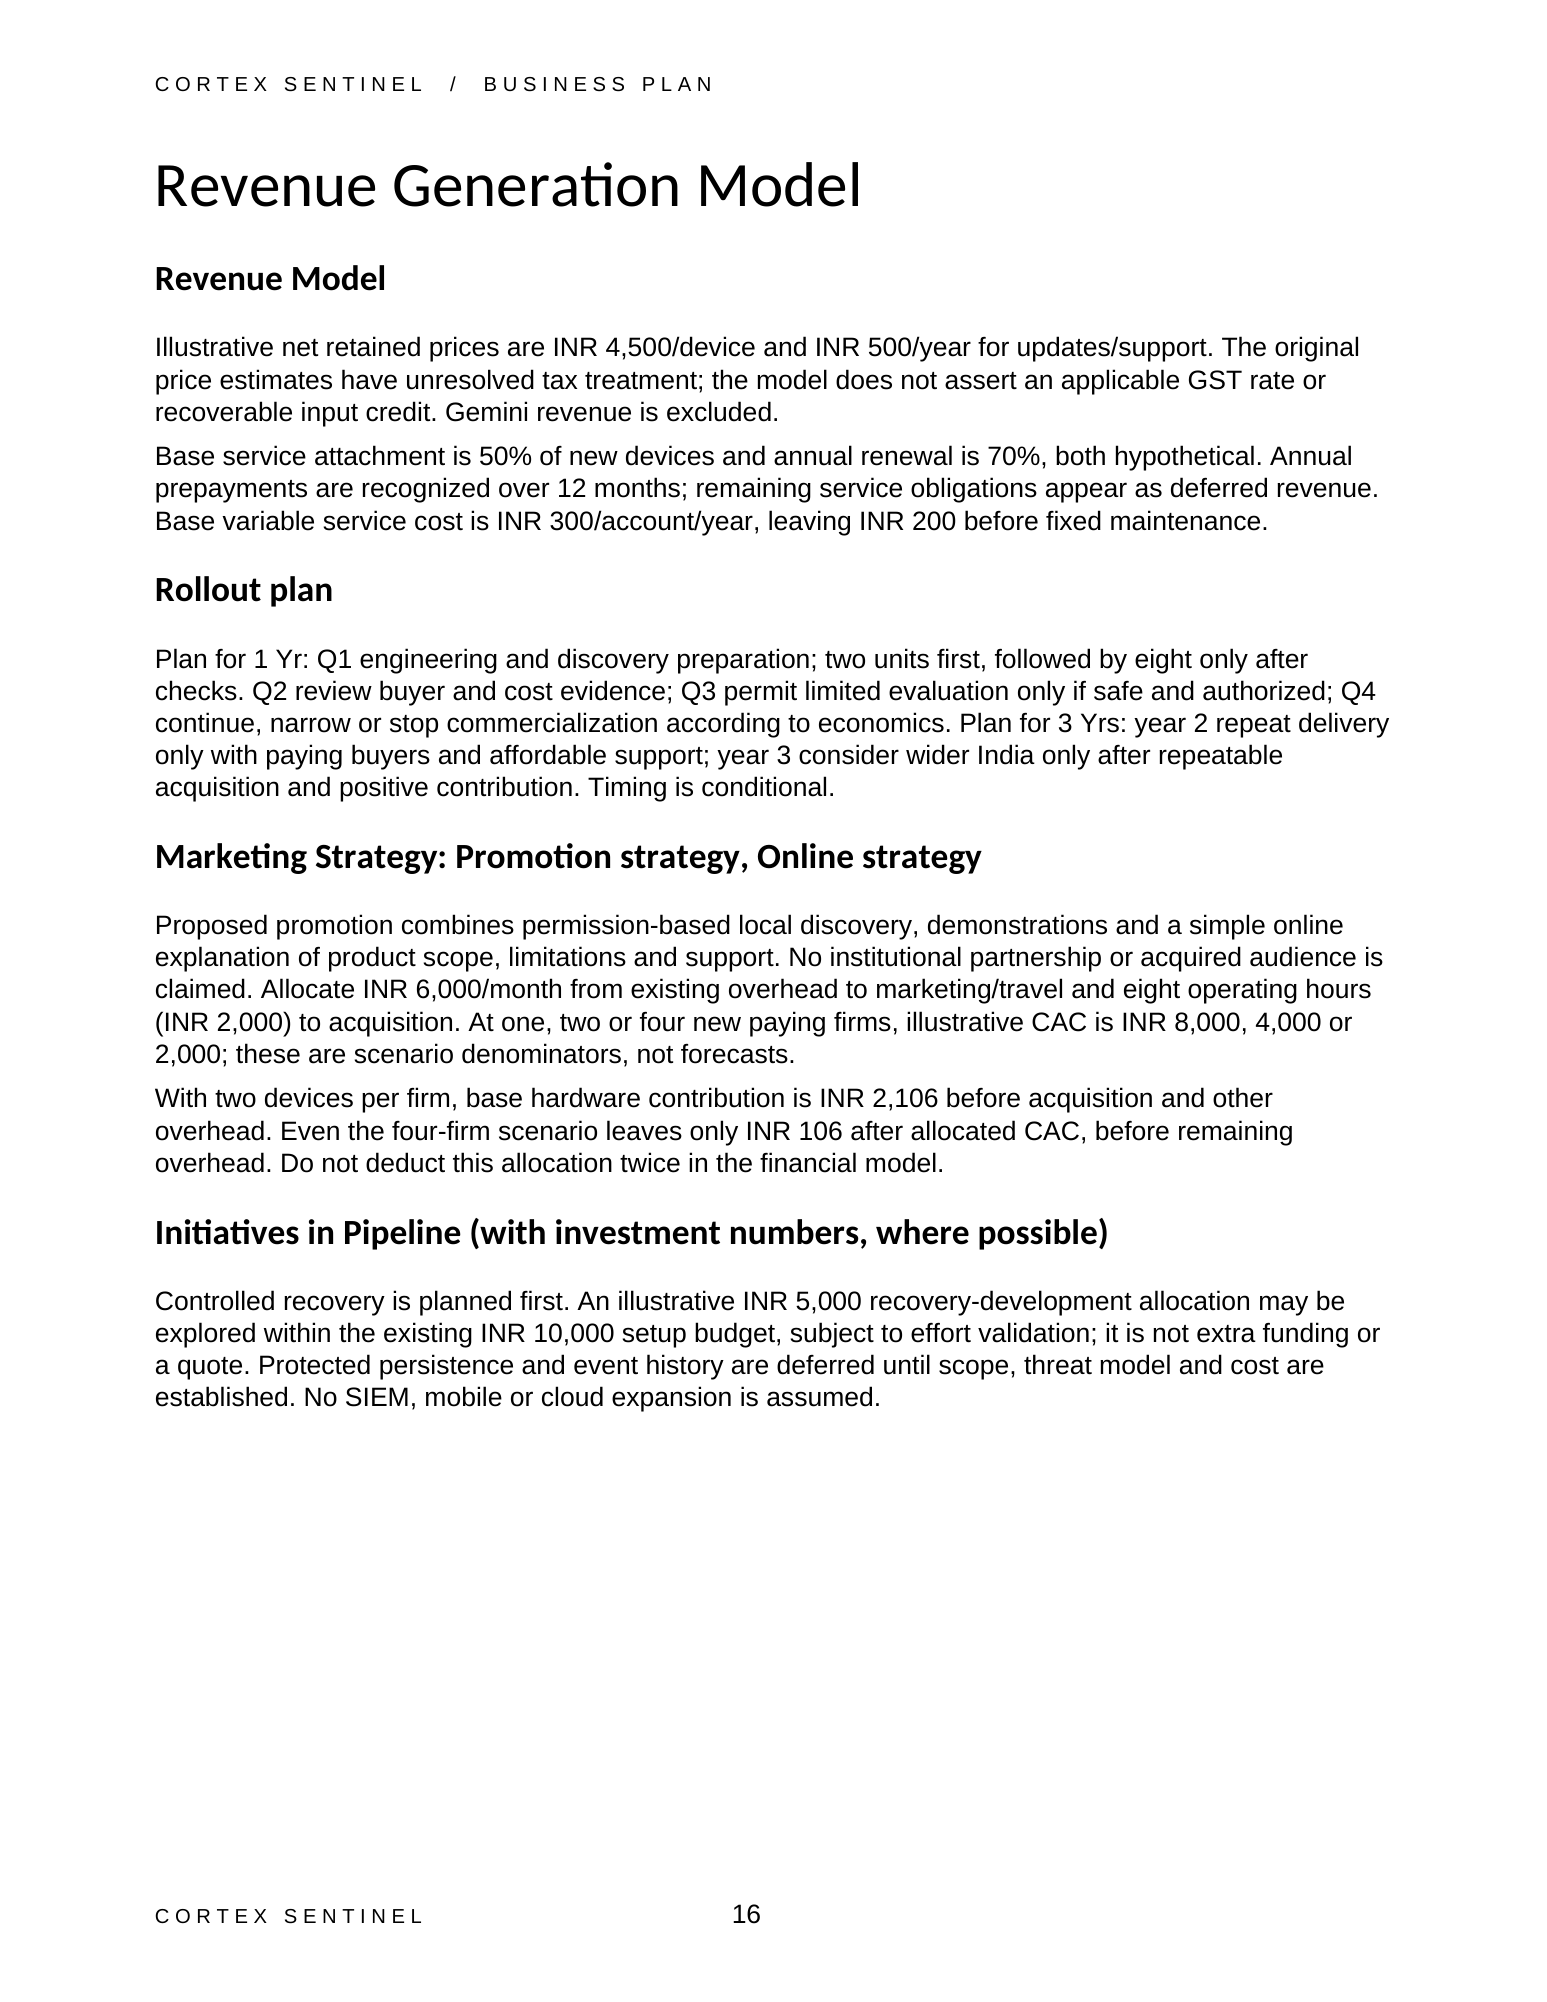 CORTEX SENTINEL / BUSINESS PLAN
Revenue Generation Model
Revenue Model
Illustrative net retained prices are INR 4,500/device and INR 500/year for updates/support. The original
price estimates have unresolved tax treatment; the model does not assert an applicable GST rate or
recoverable input credit. Gemini revenue is excluded.
Base service attachment is 50% of new devices and annual renewal is 70%, both hypothetical. Annual
prepayments are recognized over 12 months; remaining service obligations appear as deferred revenue.
Base variable service cost is INR 300/account/year, leaving INR 200 before fixed maintenance.
Rollout plan
Plan for 1 Yr: Q1 engineering and discovery preparation; two units first, followed by eight only after
checks. Q2 review buyer and cost evidence; Q3 permit limited evaluation only if safe and authorized; Q4
continue, narrow or stop commercialization according to economics. Plan for 3 Yrs: year 2 repeat delivery
only with paying buyers and affordable support; year 3 consider wider India only after repeatable
acquisition and positive contribution. Timing is conditional.
Marketing Strategy: Promotion strategy, Online strategy
Proposed promotion combines permission-based local discovery, demonstrations and a simple online
explanation of product scope, limitations and support. No institutional partnership or acquired audience is
claimed. Allocate INR 6,000/month from existing overhead to marketing/travel and eight operating hours
(INR 2,000) to acquisition. At one, two or four new paying firms, illustrative CAC is INR 8,000, 4,000 or
2,000; these are scenario denominators, not forecasts.
With two devices per firm, base hardware contribution is INR 2,106 before acquisition and other
overhead. Even the four-firm scenario leaves only INR 106 after allocated CAC, before remaining
overhead. Do not deduct this allocation twice in the financial model.
Initiatives in Pipeline (with investment numbers, where possible)
Controlled recovery is planned first. An illustrative INR 5,000 recovery-development allocation may be
explored within the existing INR 10,000 setup budget, subject to effort validation; it is not extra funding or
a quote. Protected persistence and event history are deferred until scope, threat model and cost are
established. No SIEM, mobile or cloud expansion is assumed.
CORTEX SENTINEL 16